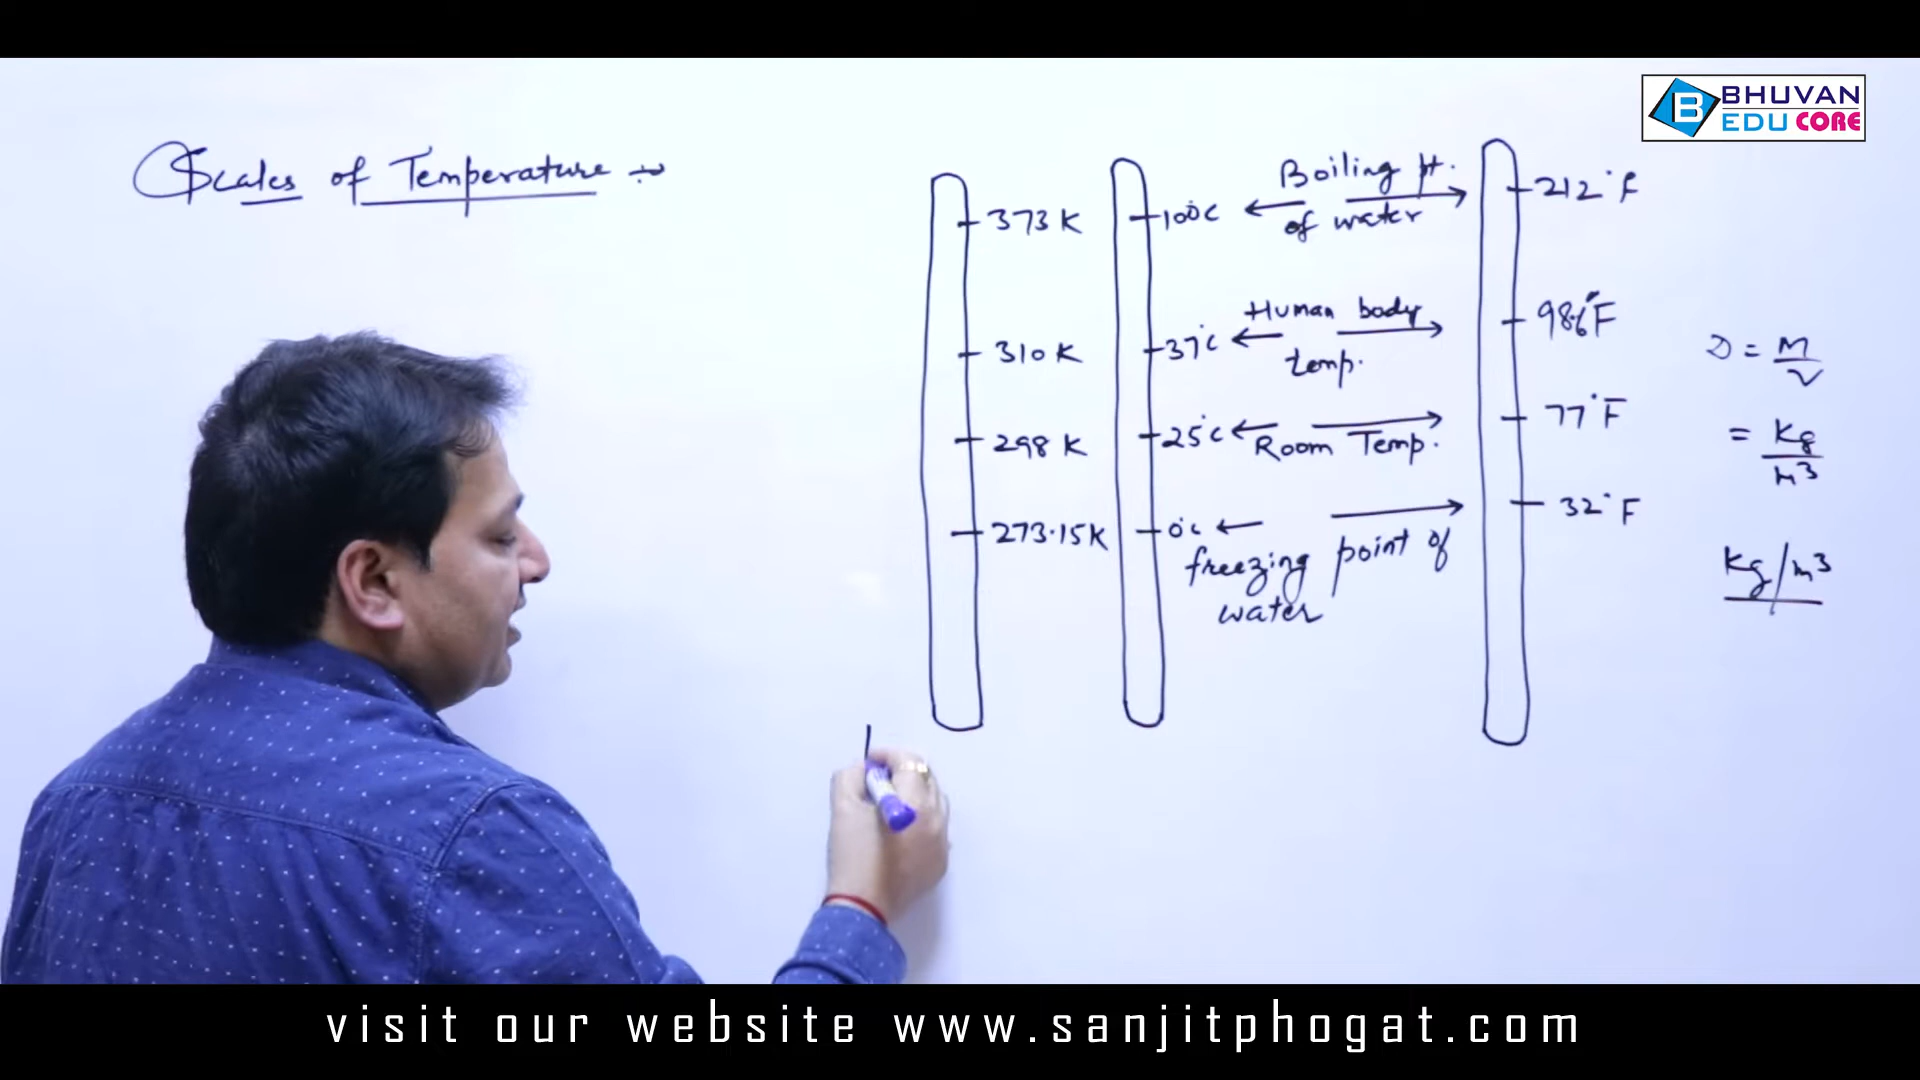 BHUVAN
EDU CORE
Scales of Temperature :-
373 K
310 K
298 K
273.15K
100°C
37°C
25°C
0°C
Boiling pt.
of water
Human body
temp.
Room Temp.
freezing point of
water
212°F
98.6°F
77°F
32°F
D = M/V
= Kg/m³
Kg/m³
visit our website www.sanjitphogat.com